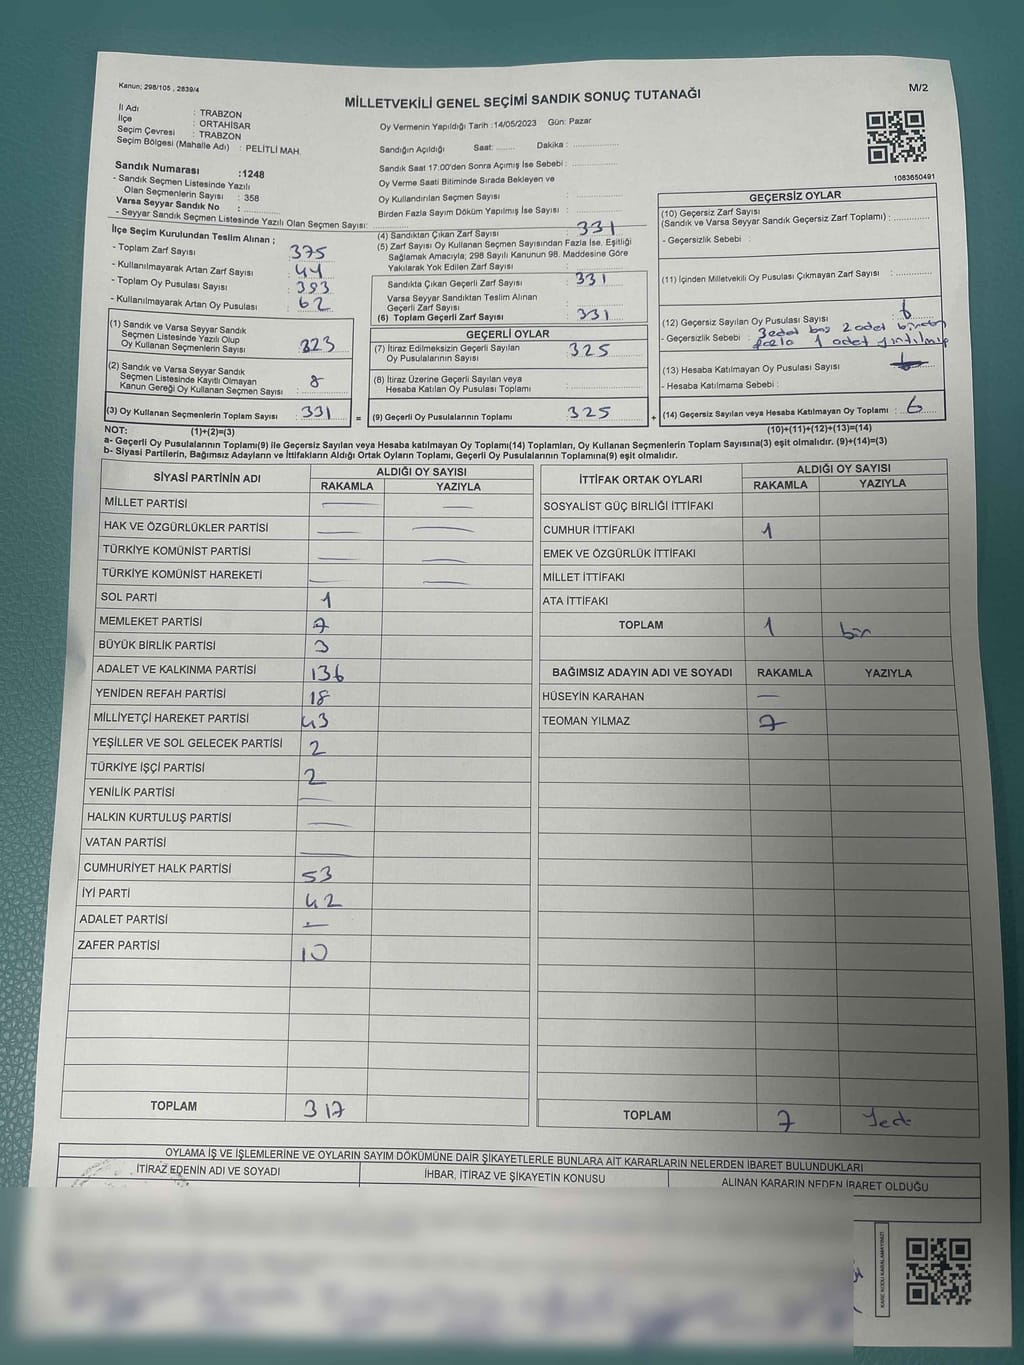 Kanun; 298/105 , 2839/4
MİLLETVEKİLİ GENEL SEÇİMİ SANDIK SONUÇ TUTANAĞI
M/2
İl Adı : TRABZON
İlçe : ORTAHİSAR
Seçim Çevresi : TRABZON
Seçim Bölgesi (Mahalle Adı) : PELİTLİ MAH.
Sandık Numarası :1248
- Sandık Seçmen Listesinde Yazılı
Olan Seçmenlerin Sayısı : 358
Varsa Seyyar Sandık No :
- Seyyar Sandık Seçmen Listesinde Yazılı Olan Seçmen Sayısı:
Oy Vermenin Yapıldığı Tarih :14/05/2023 Gün: Pazar
Sandığın Açıldığı Saat: Dakika :
Sandık Saat 17:00'den Sonra Açımış İse Sebebi :
Oy Verme Saati Bitiminde Sırada Bekleyen ve
Oy Kullandırılan Seçmen Sayısı :
Birden Fazla Sayım Döküm Yapılmış İse Sayısı :
1083650491
İlçe Seçim Kurulundan Teslim Alınan ;
- Toplam Zarf Sayısı : 375
- Kullanılmayarak Artan Zarf Sayısı : 44
- Toplam Oy Pusulası Sayısı : 393
- Kullanılmayarak Artan Oy Pusulası : 62
(1) Sandık ve Varsa Seyyar Sandık
Seçmen Listesinde Yazılı Olup
Oy Kullanan Seçmenlerin Sayısı : 323
(2) Sandık ve Varsa Seyyar Sandık
Seçmen Listesinde Kayıtlı Olmayan
Kanun Gereği Oy Kullanan Seçmen Sayısı : 8
(3) Oy Kullanan Seçmenlerin Toplam Sayısı : 331 =
(4) Sandıktan Çıkan Zarf Sayısı : 331
(5) Zarf Sayısı Oy Kullanan Seçmen Sayısından Fazla İse, Eşitliği
Sağlamak Amacıyla; 298 Sayılı Kanunun 98. Maddesine Göre
Yakılarak Yok Edilen Zarf Sayısı :
Sandıkta Çıkan Geçerli Zarf Sayısı : 331
Varsa Seyyar Sandıktan Teslim Alınan
Geçerli Zarf Sayısı :
(6) Toplam Geçerli Zarf Sayısı : 331
GEÇERLİ OYLAR
(7) İtiraz Edilmeksizin Geçerli Sayılan
Oy Pusulalarının Sayısı : 325
(8) İtiraz Üzerine Geçerli Sayılan veya
Hesaba Katılan Oy Pusulası Toplamı :
(9) Geçerli Oy Pusulalarının Toplamı : 325 +
GEÇERSİZ OYLAR
(10) Geçersiz Zarf Sayısı
(Sandık ve Varsa Seyyar Sandık Geçersiz Zarf Toplamı) :
- Geçersizlik Sebebi :
(11) İçinden Milletvekili Oy Pusulası Çıkmayan Zarf Sayısı :
(12) Geçersiz Sayılan Oy Pusulası Sayısı : 6
- Geçersizlik Sebebi : 3 adet boş 2 adet birden
fazla 1 adet yırtılmış
(13) Hesaba Katılmayan Oy Pusulası Sayısı :
- Hesaba Katılmama Sebebi :
(14) Geçersiz Sayılan veya Hesaba Katılmayan Oy Toplamı : 6
NOT: (1)+(2)=(3) (10)+(11)+(12)+(13)=(14)
a- Geçerli Oy Pusulalarının Toplamı(9) ile Geçersiz Sayılan veya Hesaba katılmayan Oy Toplamı(14) Toplamları, Oy Kullanan Seçmenlerin Toplam Sayısına(3) eşit olmalıdır. (9)+(14)=(3)
b- Siyasi Partilerin, Bağımsız Adayların ve İttifakların Aldığı Ortak Oyların Toplamı, Geçerli Oy Pusulalarının Toplamına(9) eşit olmalıdır.
SİYASİ PARTİNİN ADI ALDIĞI OY SAYISI
RAKAMLA YAZIYLA
MİLLET PARTİSİ — —
HAK VE ÖZGÜRLÜKLER PARTİSİ — —
TÜRKİYE KOMÜNİST PARTİSİ — —
TÜRKİYE KOMÜNİST HAREKETİ — —
SOL PARTİ 1
MEMLEKET PARTİSİ 7
BÜYÜK BİRLİK PARTİSİ 3
ADALET VE KALKINMA PARTİSİ 136
YENİDEN REFAH PARTİSİ 18
MİLLİYETÇİ HAREKET PARTİSİ 43
YEŞİLLER VE SOL GELECEK PARTİSİ 2
TÜRKİYE İŞÇİ PARTİSİ 2
YENİLİK PARTİSİ —
HALKIN KURTULUŞ PARTİSİ —
VATAN PARTİSİ —
CUMHURİYET HALK PARTİSİ 53
İYİ PARTİ 42
ADALET PARTİSİ —
ZAFER PARTİSİ 10
TOPLAM 317
İTTİFAK ORTAK OYLARI ALDIĞI OY SAYISI
RAKAMLA YAZIYLA
SOSYALİST GÜÇ BİRLİĞİ İTTİFAKI
CUMHUR İTTİFAKI 1
EMEK VE ÖZGÜRLÜK İTTİFAKI
MİLLET İTTİFAKI
ATA İTTİFAKI
TOPLAM 1 bir
BAĞIMSIZ ADAYIN ADI VE SOYADI RAKAMLA YAZIYLA
HÜSEYİN KARAHAN —
TEOMAN YILMAZ 7
TOPLAM 7 Yedi
OYLAMA İŞ VE İŞLEMLERİNE VE OYLARIN SAYIM DÖKÜMÜNE DAİR ŞİKAYETLERLE BUNLARA AİT KARARLARIN NELERDEN İBARET BULUNDUKLARI
İTİRAZ EDENİN ADI VE SOYADI İHBAR, İTİRAZ VE ŞİKAYETİN KONUSU ALINAN KARARIN NEDEN İBARET OLDUĞU
KARE KODU KARALAMAYINIZ!